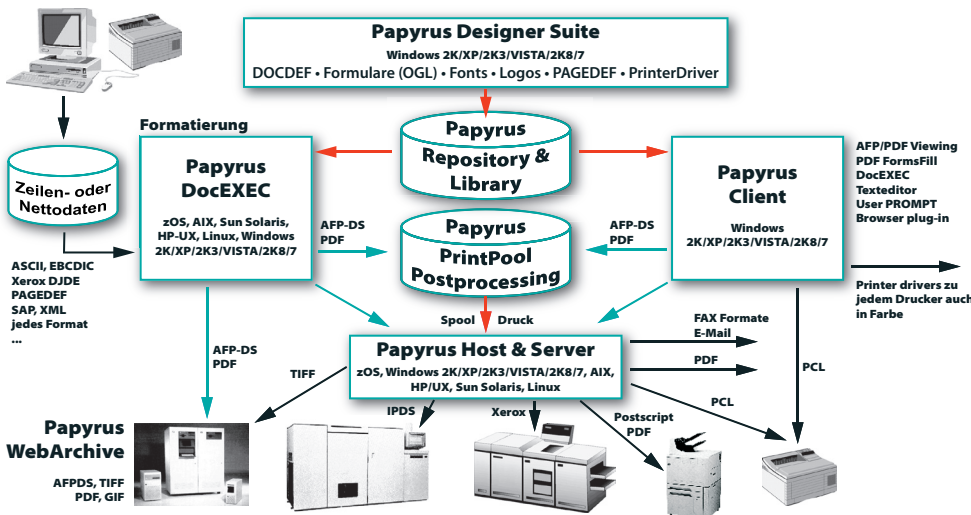 Papyrus Designer Suite
Windows 2K/XP/2K3/VISTA/2K8/7
DOCDEF • Formulare (OGL) • Fonts • Logos • PAGEDEF • PrinterDriver
Formatierung
Papyrus
DocEXEC
zOS, AIX, Sun Solaris,
HP-UX, Linux, Windows
2K/XP/2K3/VISTA/2K8/7
Papyrus
Repository &
Library
Papyrus
Client
Windows
2K/XP/2K3/VISTA/2K8/7
AFP/PDF Viewing
PDF FormsFill
DocEXEC
Texteditor
User PROMPT
Browser plug-in
Zeilen- oder
Nettodaten
ASCII, EBCDIC
Xerox DJDE
PAGEDEF
SAP, XML
jedes Format
...
AFP-DS
PDF
Papyrus
PrintPool
Postprocessing
AFP-DS
PDF
Printer drivers zu
jedem Drucker auch
in Farbe
Spool
Druck
AFP-DS
PDF
Papyrus Host & Server
zOS, Windows 2K/XP/2K3/VISTA/2K8/7, AIX,
HP/UX, Sun Solaris, Linux
FAX Formate
E-Mail
PDF
PCL
TIFF
IPDS
Xerox
Postscript
PDF
PCL
Papyrus
WebArchive
AFPDS, TIFF
PDF, GIF